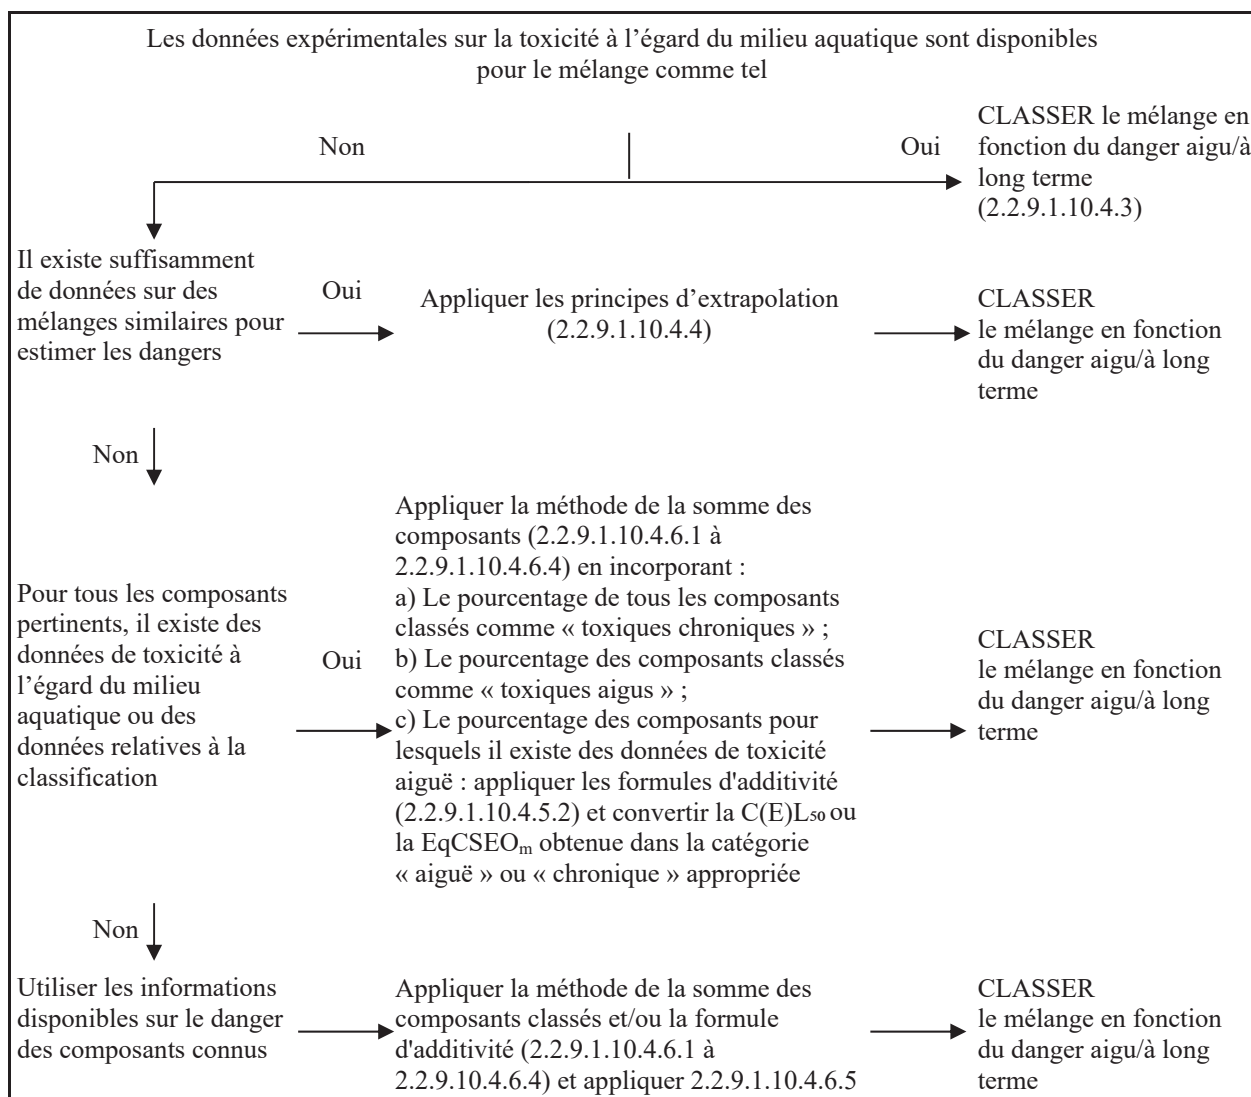 Les données expérimentales sur la toxicité à l’égard du milieu aquatique sont disponibles
pour le mélange comme tel
Non
Oui
CLASSER le mélange en
fonction du danger aigu/à
long terme
(2.2.9.1.10.4.3)
Il existe suffisamment
de données sur des
mélanges similaires pour
estimer les dangers
Oui
Appliquer les principes d’extrapolation
(2.2.9.1.10.4.4)
CLASSER
le mélange en fonction
du danger aigu/à long
terme
Non
Pour tous les composants
pertinents, il existe des
données de toxicité à
l’égard du milieu
aquatique ou des
données relatives à la
classification
Oui
Appliquer la méthode de la somme des
composants (2.2.9.1.10.4.6.1 à
2.2.9.1.10.4.6.4) en incorporant :
a) Le pourcentage de tous les composants
classés comme « toxiques chroniques » ;
b) Le pourcentage des composants classés
comme « toxiques aigus » ;
c) Le pourcentage des composants pour
lesquels il existe des données de toxicité
aiguë : appliquer les formules d'additivité
(2.2.9.1.10.4.5.2) et convertir la C(E)L₅₀ ou
la EqCSEOₘ obtenue dans la catégorie
« aiguë » ou « chronique » appropriée
CLASSER
le mélange en fonction
du danger aigu/à long
terme
Non
Utiliser les informations
disponibles sur le danger
des composants connus
Appliquer la méthode de la somme des
composants classés et/ou la formule
d'additivité (2.2.9.1.10.4.6.1 à
2.2.9.10.4.6.4) et appliquer 2.2.9.1.10.4.6.5
CLASSER
le mélange en fonction
du danger aigu/à long
terme